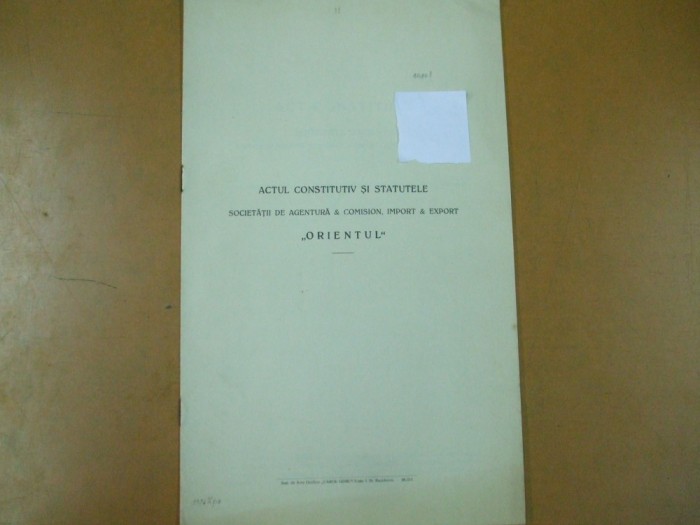 ACTUL CONSTITUTIV ȘI STATUTELE
SOCIETĂȚII DE AGENTURĂ & COMISION, IMPORT & EXPORT
„ORIENTUL"